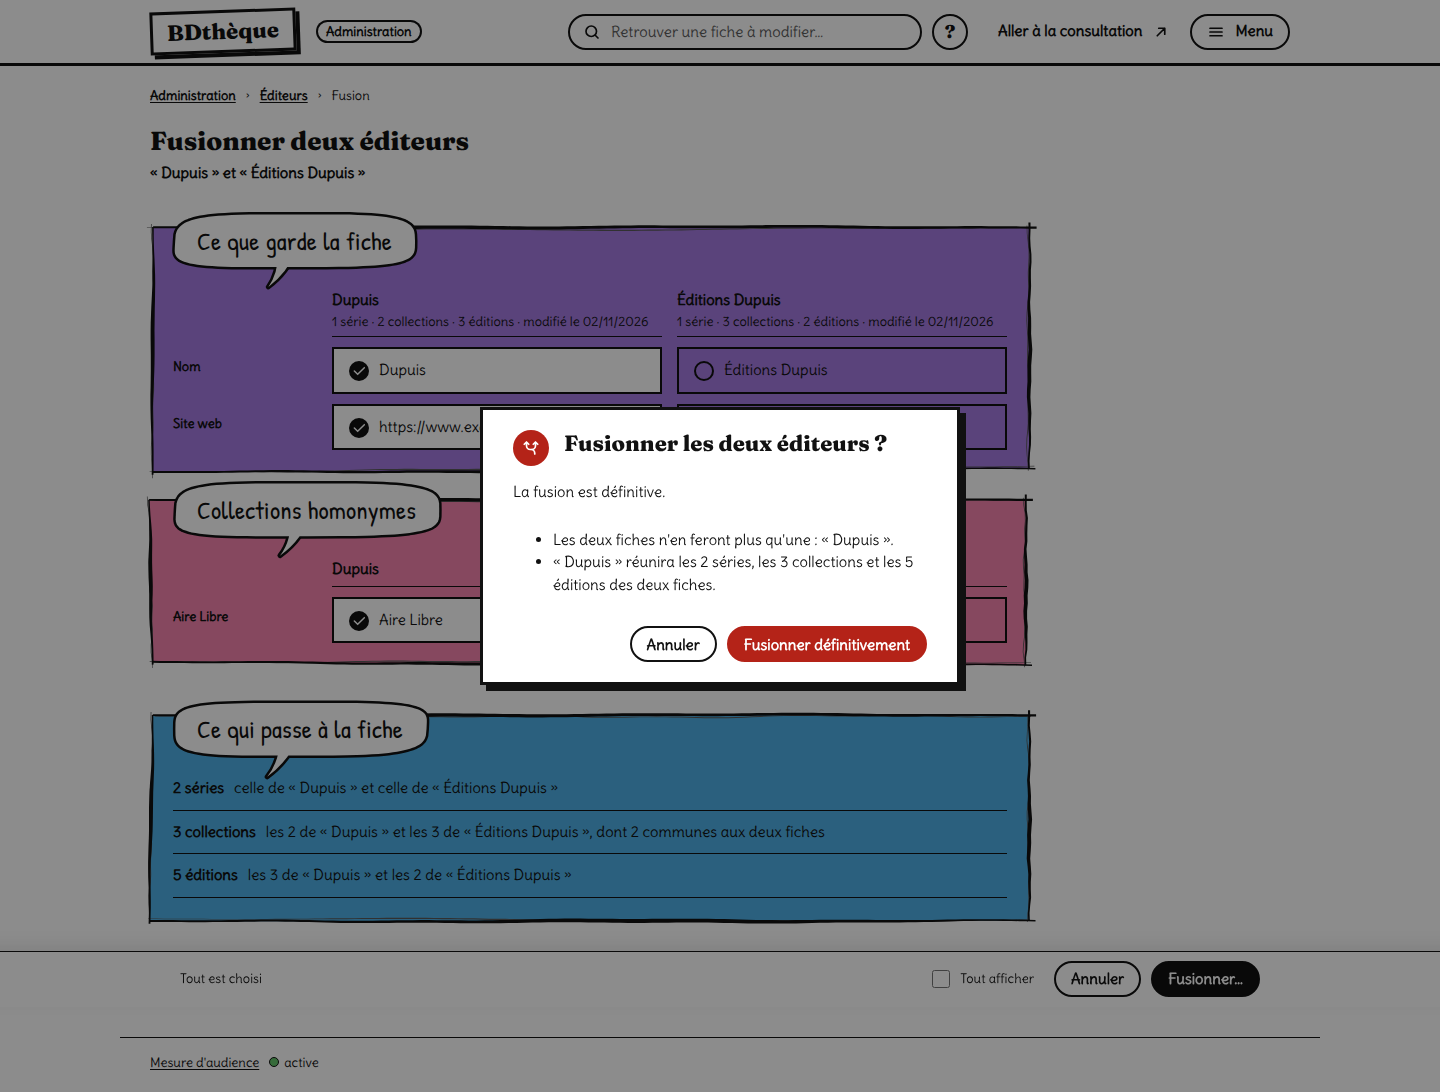 BDthèque
Administration
Retrouver une fiche à modifier...
?
Aller à la consultation
Menu
Administration › Éditeurs › Fusion
Fusionner deux éditeurs
« Dupuis » et « Éditions Dupuis »
Ce que garde la fiche
Dupuis
1 série · 2 collections · 3 éditions · modifié le 02/11/2026
Éditions Dupuis
1 série · 3 collections · 2 éditions · modifié le 02/11/2026
Nom
Dupuis
Éditions Dupuis
Site web
https://www.ex
Fusionner les deux éditeurs ?
La fusion est définitive.
Les deux fiches n'en feront plus qu'une : « Dupuis ».
« Dupuis » réunira les 2 séries, les 3 collections et les 5
éditions des deux fiches.
Annuler
Fusionner définitivement
Collections homonymes
Dupuis
Aire Libre
Aire Libre
Ce qui passe à la fiche
2 séries celle de « Dupuis » et celle de « Éditions Dupuis »
3 collections les 2 de « Dupuis » et les 3 de « Éditions Dupuis », dont 2 communes aux deux fiches
5 éditions les 3 de « Dupuis » et les 2 de « Éditions Dupuis »
Tout est choisi
Tout afficher
Annuler
Fusionner...
Mesure d'audience
active